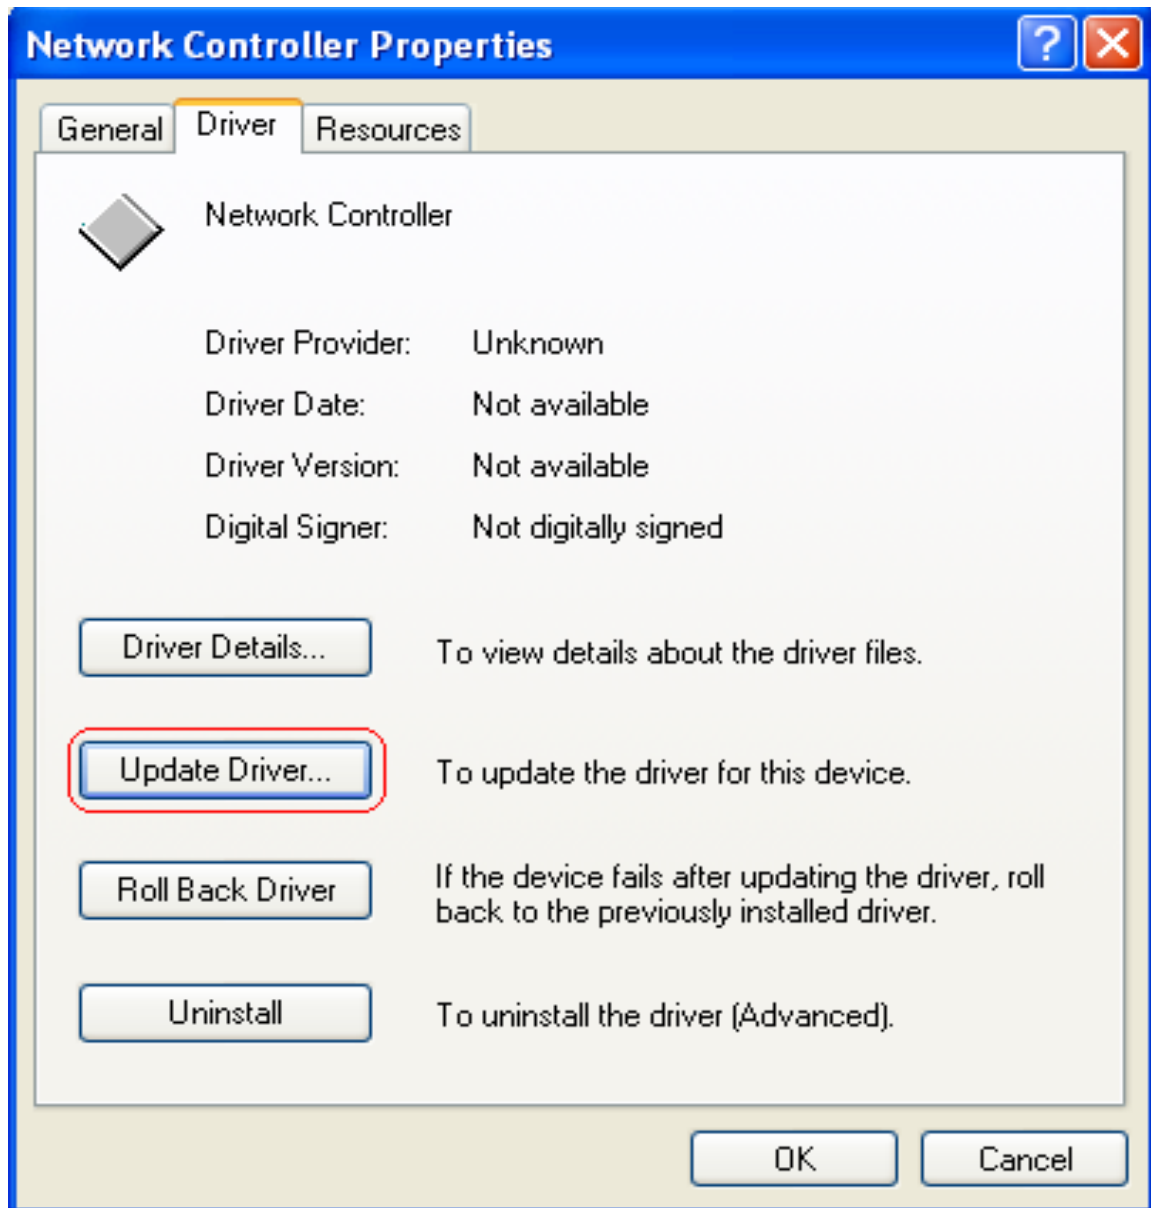 Network Controller Properties
?
General Driver Resources
Network Controller
Driver Provider: Unknown
Driver Date: Not available
Driver Version: Not available
Digital Signer: Not digitally signed
Driver Details... To view details about the driver files.
Update Driver... To update the driver for this device.
Roll Back Driver If the device fails after updating the driver, roll
back to the previously installed driver.
Uninstall To uninstall the driver (Advanced).
OK Cancel